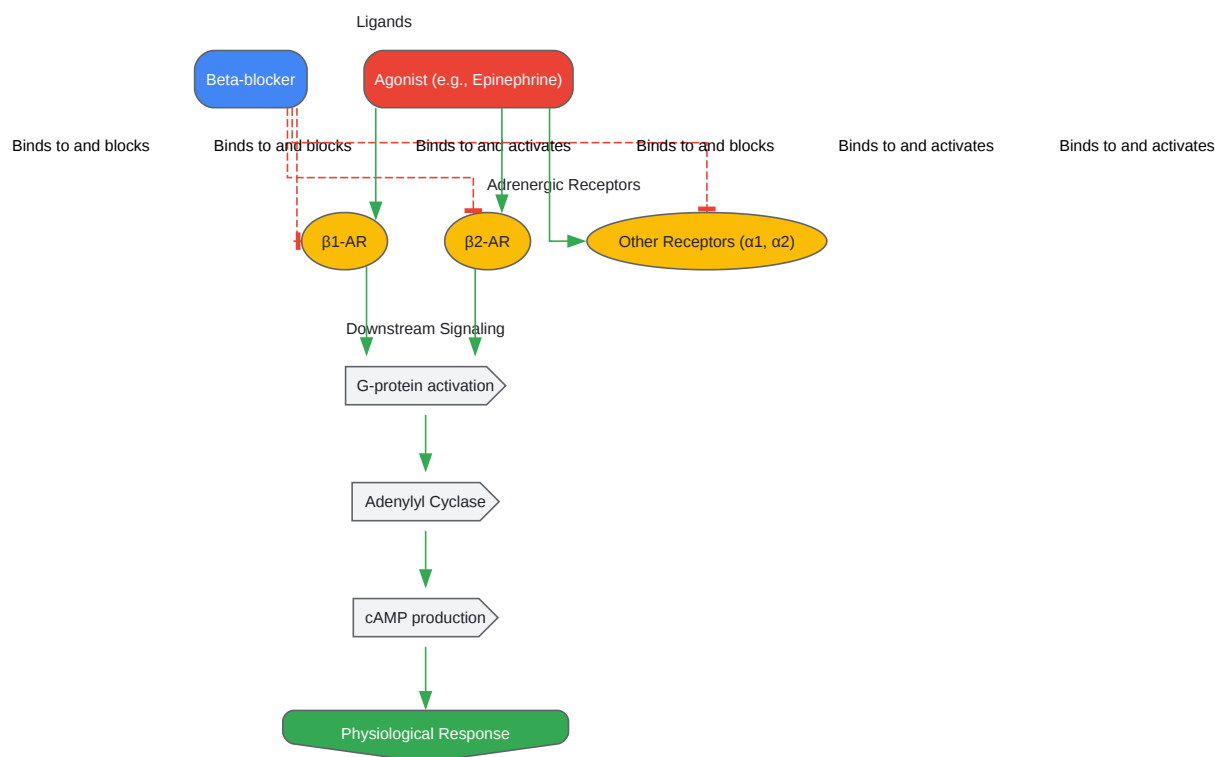 Ligands
Beta-blocker
Agonist (e.g., Epinephrine)
Binds to and blocks
Binds to and blocks
Binds to and activates
Binds to and blocks
Binds to and activates
Binds to and activates
Adrenergic Receptors
β1-AR
β2-AR
Other Receptors (α1, α2)
Downstream Signaling
G-protein activation
Adenylyl Cyclase
cAMP production
Physiological Response